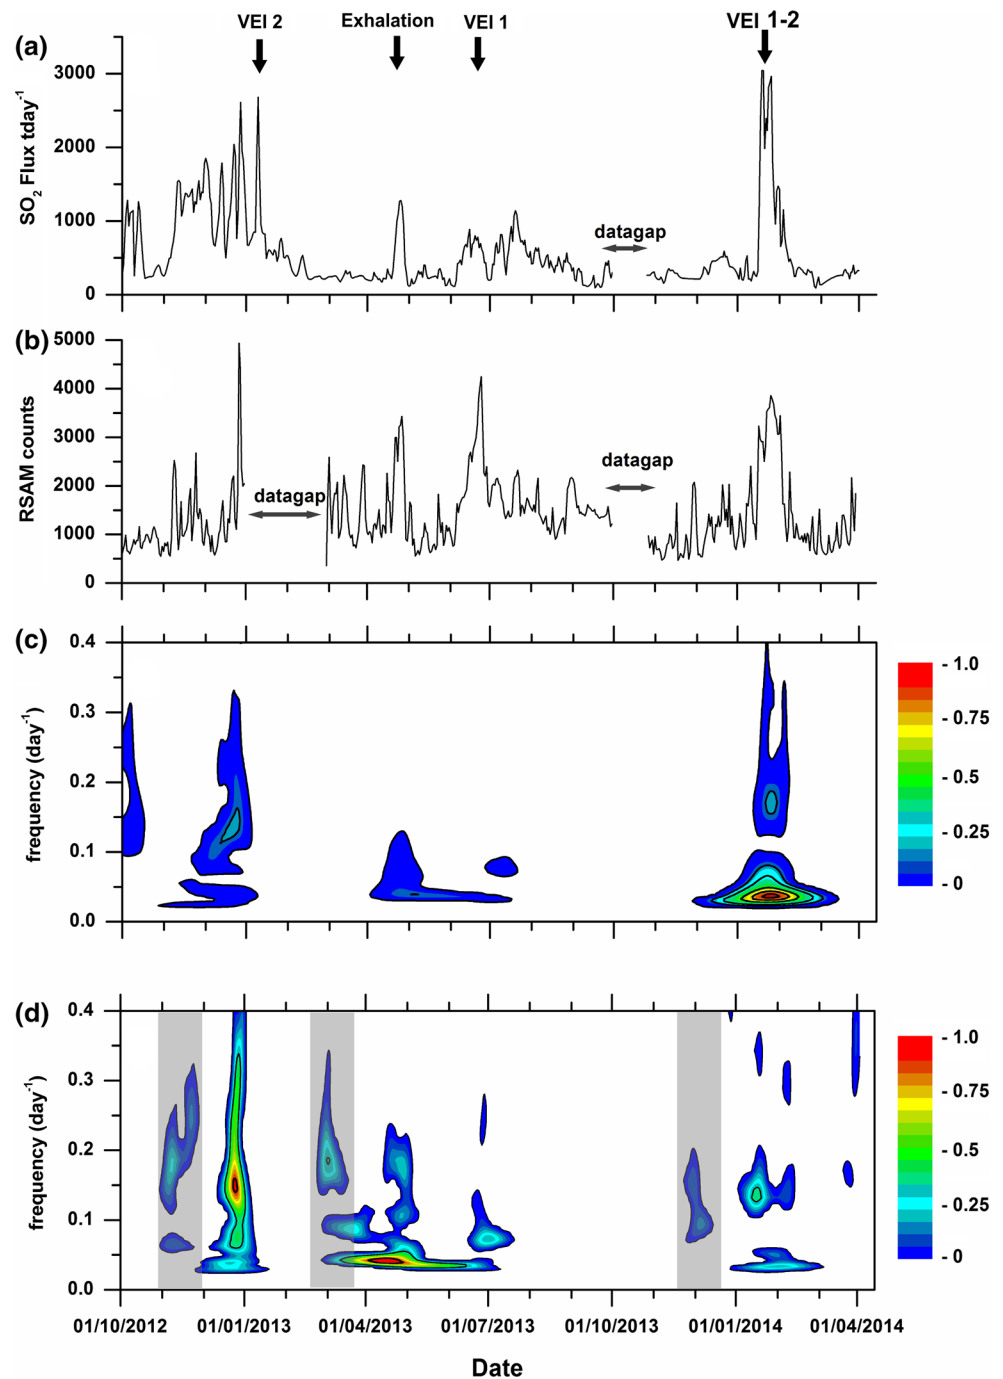 VEI 2
Exhalation
VEI 1
VEI 1-2
(a)
SO2 Flux tday-1
3000
2000
1000
0
datagap
(b)
RSAM counts
5000
4000
3000
2000
1000
0
datagap
datagap
(c)
frequency (day-1)
0.4
0.3
0.2
0.1
0.0
- 1.0
- 0.75
- 0.5
- 0.25
- 0
(d)
frequency (day-1)
0.4
0.3
0.2
0.1
0.0
- 1.0
- 0.75
- 0.5
- 0.25
- 0
01/10/2012
01/01/2013
01/04/2013
01/07/2013
01/10/2013
01/01/2014
01/04/2014
Date